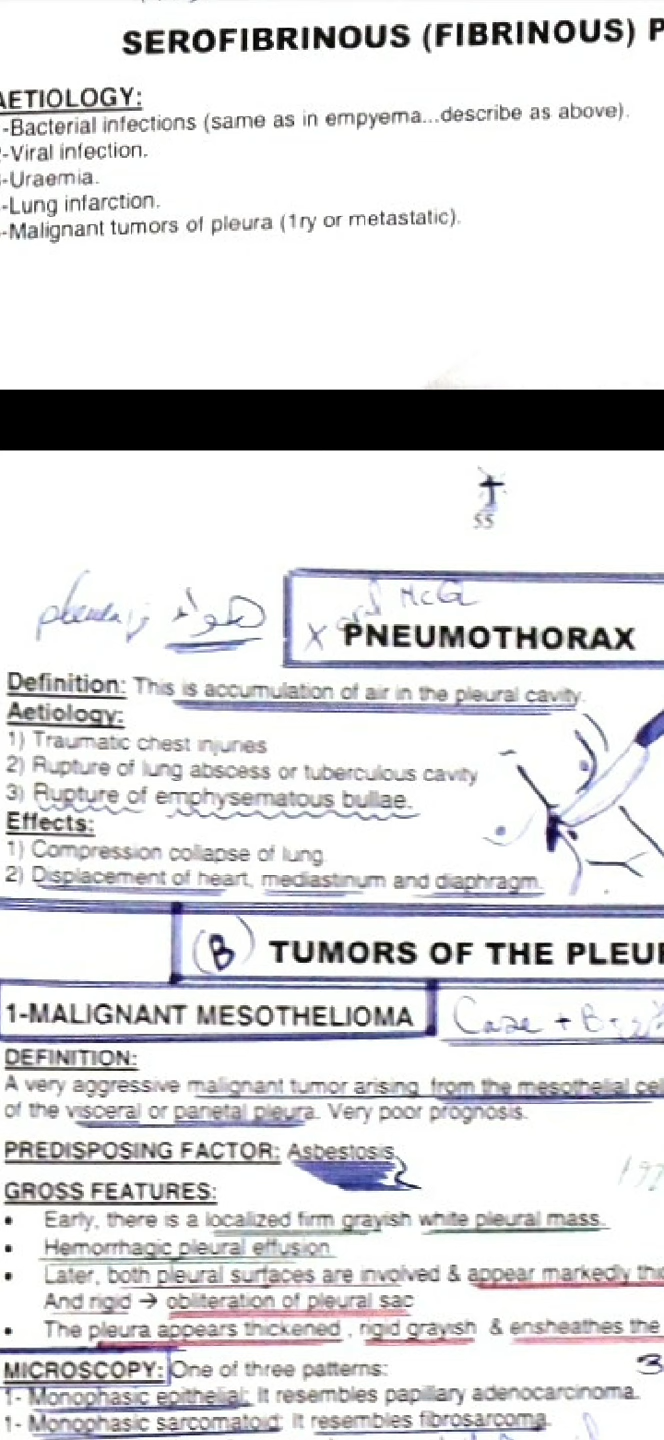 SEROFIBRINOUS (FIBRINOUS) P
AETIOLOGY:
-Bacterial infections (same as in empyema...describe as above).
-Viral infection.
-Uraemia.
-Lung infarction.
-Malignant tumors of pleura (1ry or metastatic).
SS
pleura هواء
X oral McQ
PNEUMOTHORAX
Definition: This is accumulation of air in the pleural cavity.
Aetiology:
1) Traumatic chest injuries
2) Rupture of lung abscess or tuberculous cavity
3) Rupture of emphysematous bullae.
Effects:
1) Compression collapse of lung
2) Displacement of heart, mediastinum and diaphragm.
(B) TUMORS OF THE PLEU
1-MALIGNANT MESOTHELIOMA Case +
DEFINITION:
A very aggressive malignant tumor arising from the mesothelial cel
of the visceral or parietal pleura. Very poor prognosis.
PREDISPOSING FACTOR: Asbestosis
GROSS FEATURES:
• Early, there is a localized firm grayish white pleural mass.
• Hemorrhagic pleural effusion
• Later, both pleural surfaces are involved & appear markedly thi
And rigid → obliteration of pleural sac
• The pleura appears thickened , rigid grayish & ensheathes the
MICROSCOPY: One of three patterns: 3
1- Monophasic epithelial: It resembles papillary adenocarcinoma.
1- Monophasic sarcomatoid: It resembles fibrosarcoma.